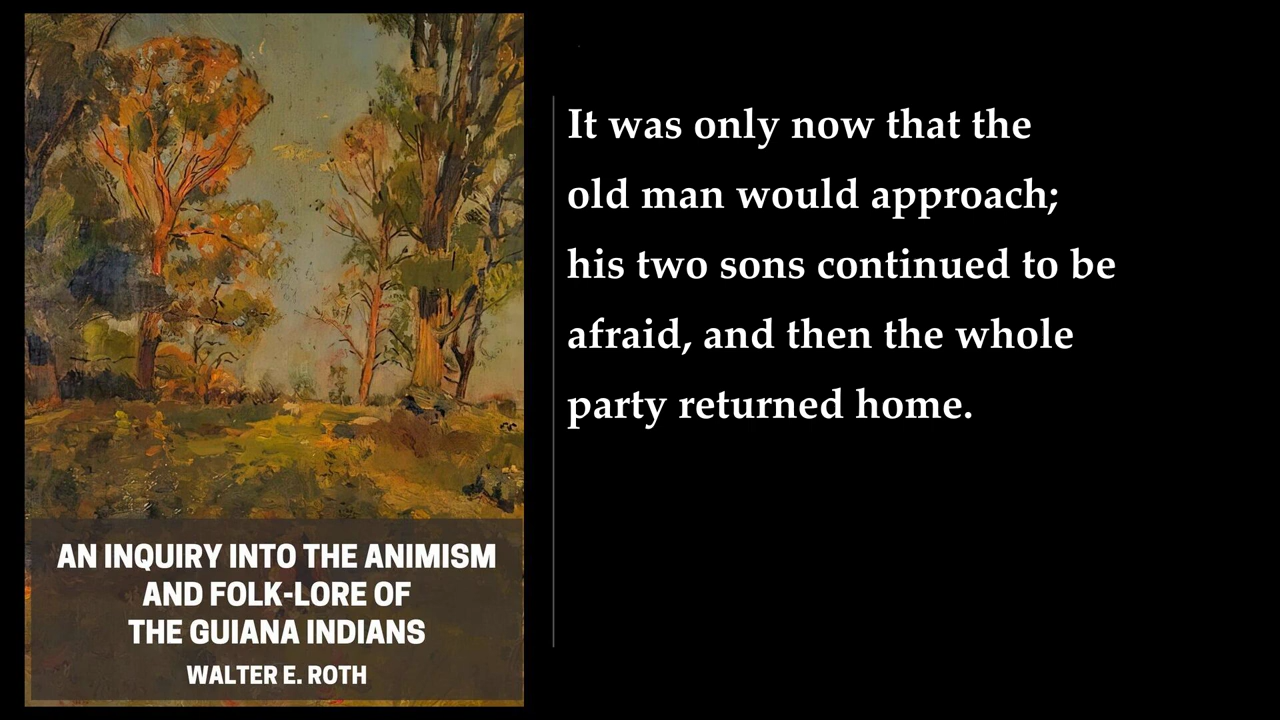 It was only now that the
old man would approach;
his two sons continued to be
afraid, and then the whole
party returned home.
AN INQUIRY INTO THE ANIMISM
AND FOLK-LORE OF
THE GUIANA INDIANS
WALTER E. ROTH